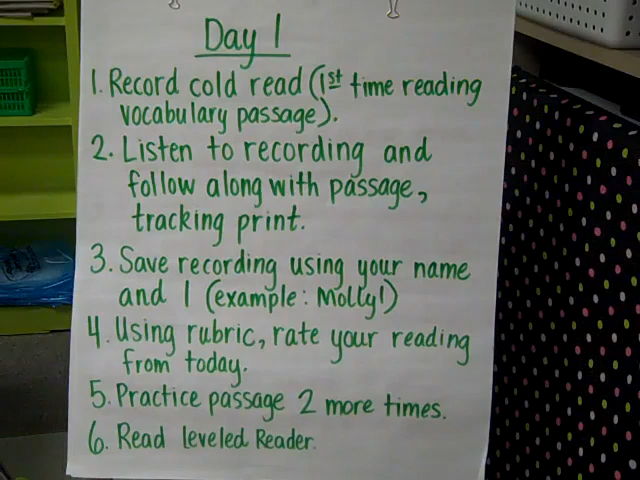 Day 1
1. Record cold read (1st time reading
vocabulary passage).
2. Listen to recording and
follow along with passage,
tracking print.
3. Save recording using your name
and 1 (example: Molly1)
4. Using rubric, rate your reading
from today.
5. Practice passage 2 more times.
6. Read leveled Reader.